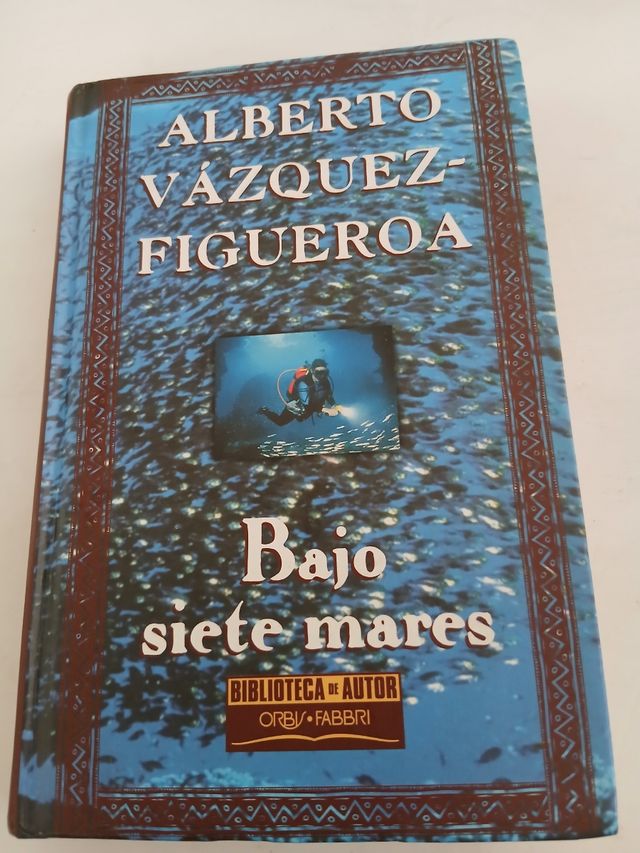 ALBERTO
VÁZQUEZ-
FIGUEROA
Bajo
siete mares
BIBLIOTECA DE AUTOR
ORBIS • FABBRI